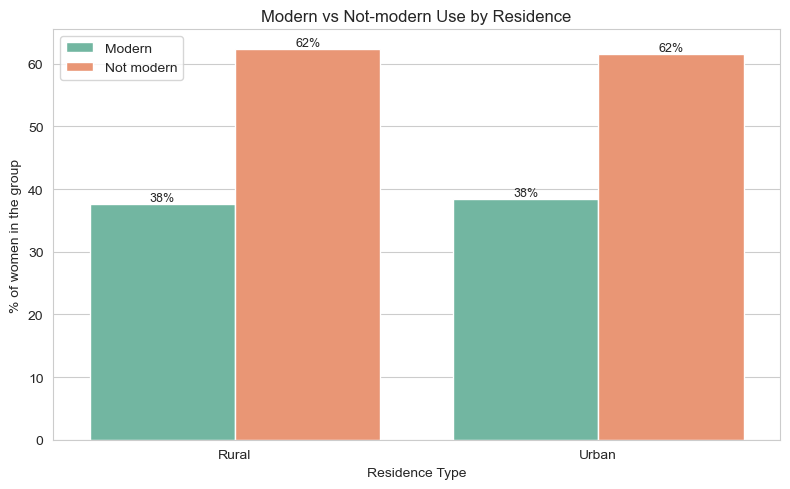 Modern vs Not-modern Use by Residence
Modern
Not modern
% of women in the group
60
50
40
30
20
10
0
38%
62%
38%
62%
Rural
Urban
Residence Type